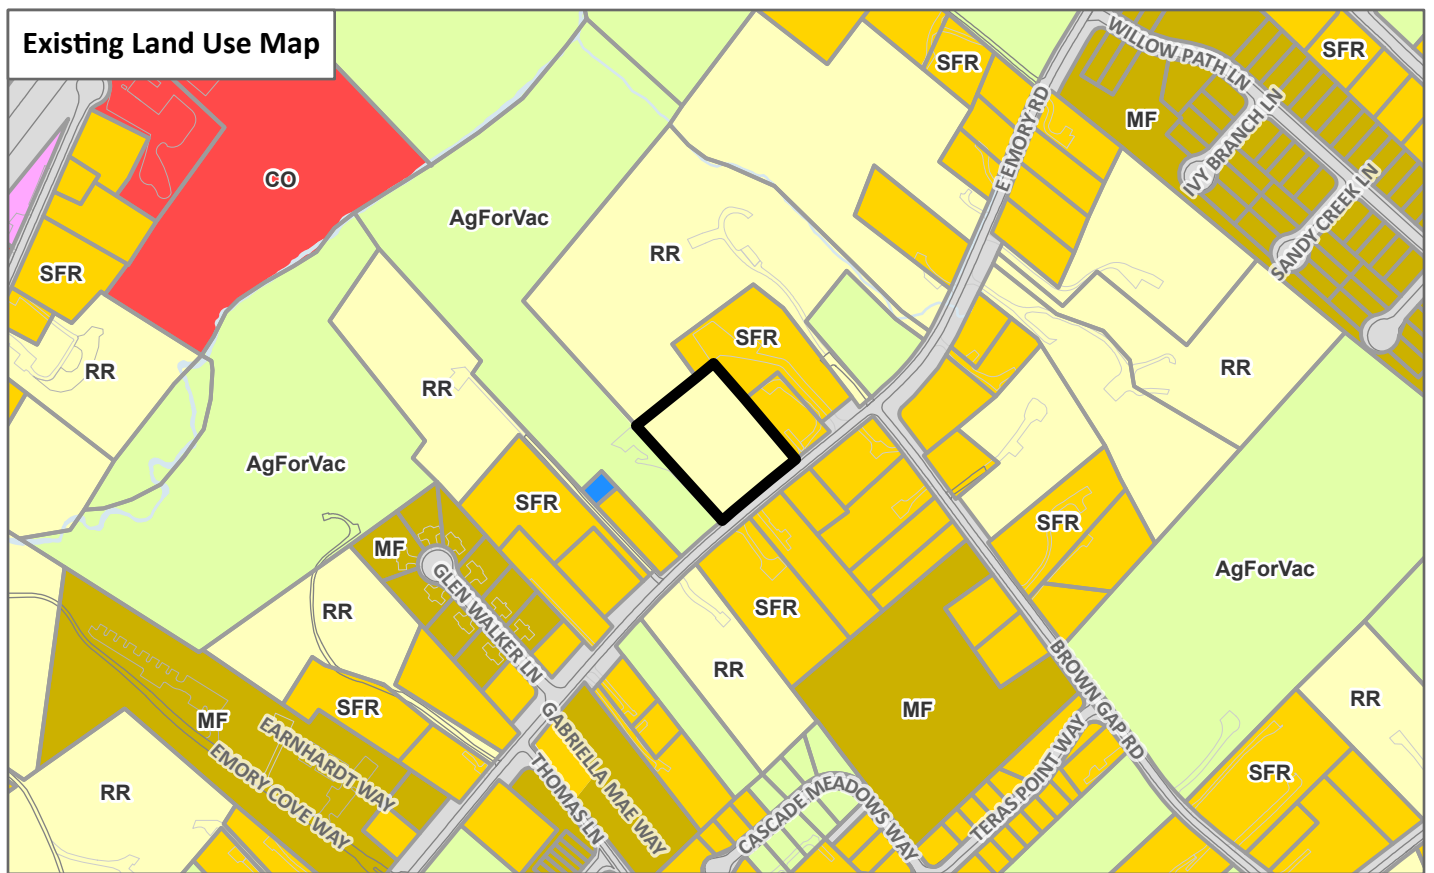 Existing Land Use Map
SFR
SFR
WILLOW PATH LN
MF
E EMORY RD
IVY BRANCH LN
CO
AgForVac
SANDY CREEK LN
RR
SFR
SFR
RR
RR
RR
AgForVac
SFR
SFR
MF
AgForVac
GLEN WALKER LN
RR
SFR
RR
BROWN GAP RD
RR
SFR
MF
MF
EARNHARDT WAY
GABRIELLA MAE WAY
TERAS POINT WAY
EMORY COVE WAY
SFR
RR
THOMAS LN
CASCADE MEADOWS WAY